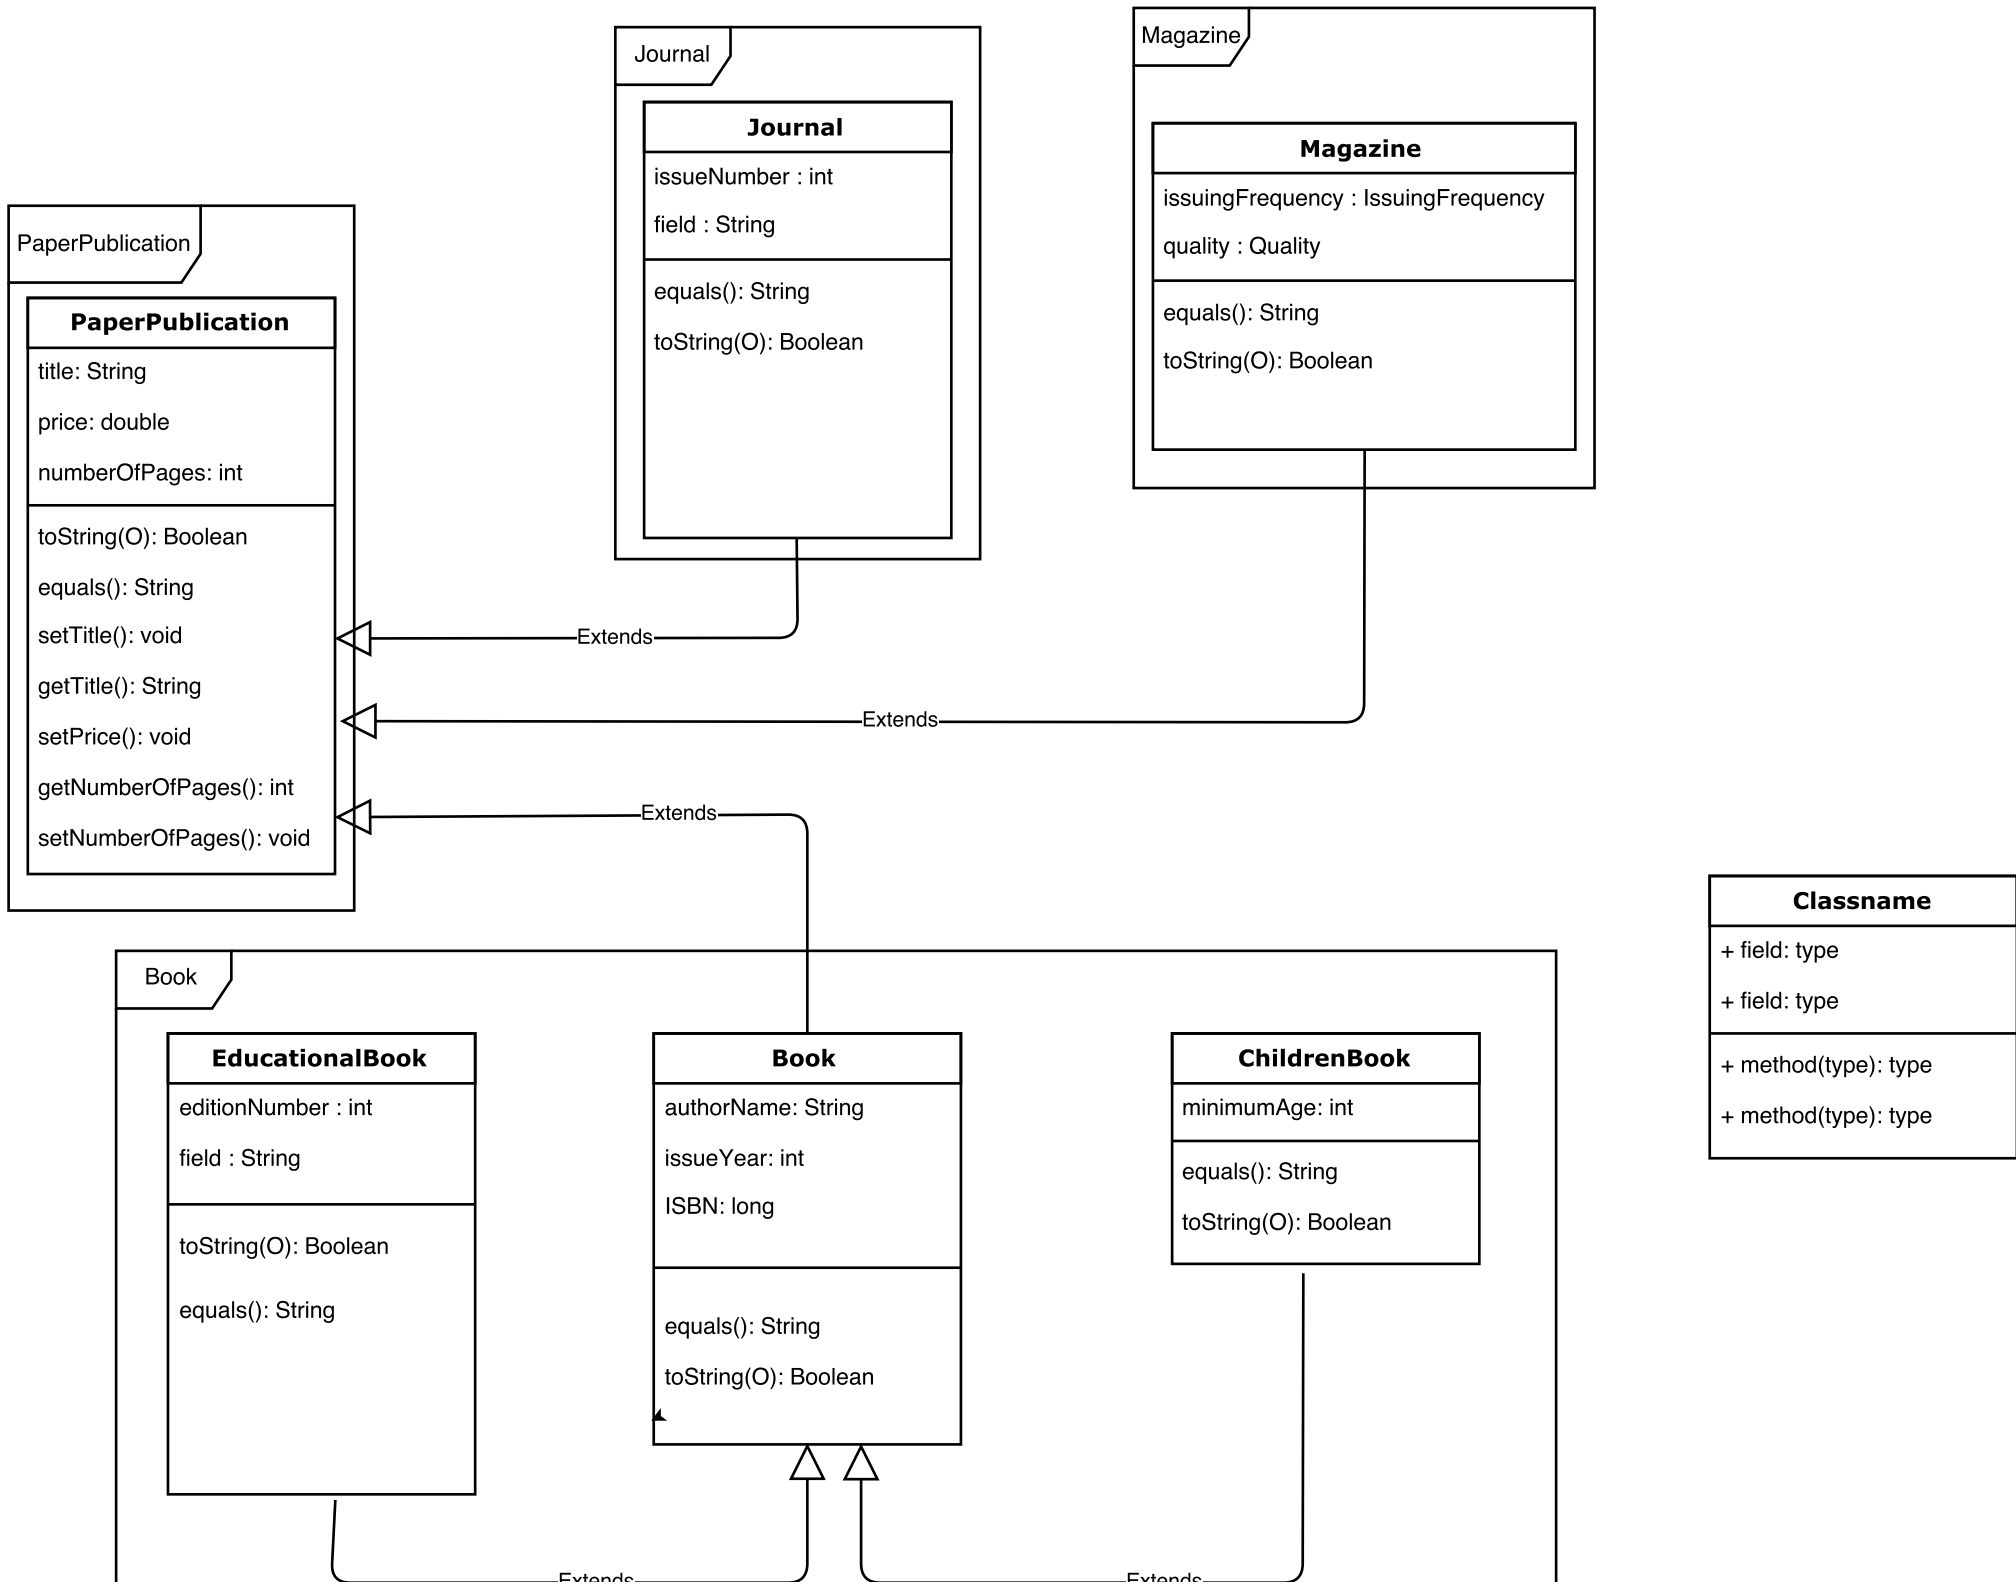 Journal
Journal
issueNumber : int
field : String
equals(): String
toString(O): Boolean
Magazine
Magazine
issuingFrequency : IssuingFrequency
quality : Quality
equals(): String
toString(O): Boolean
PaperPublication
PaperPublication
title: String
price: double
numberOfPages: int
toString(O): Boolean
equals(): String
setTitle(): void
getTitle(): String
setPrice(): void
getNumberOfPages(): int
setNumberOfPages(): void
Extends
Extends
Extends
Book
EducationalBook
editionNumber : int
field : String
toString(O): Boolean
equals(): String
Book
authorName: String
issueYear: int
ISBN: long
equals(): String
toString(O): Boolean
ChildrenBook
minimumAge: int
equals(): String
toString(O): Boolean
Extends
Extends
Classname
+ field: type
+ field: type
+ method(type): type
+ method(type): type